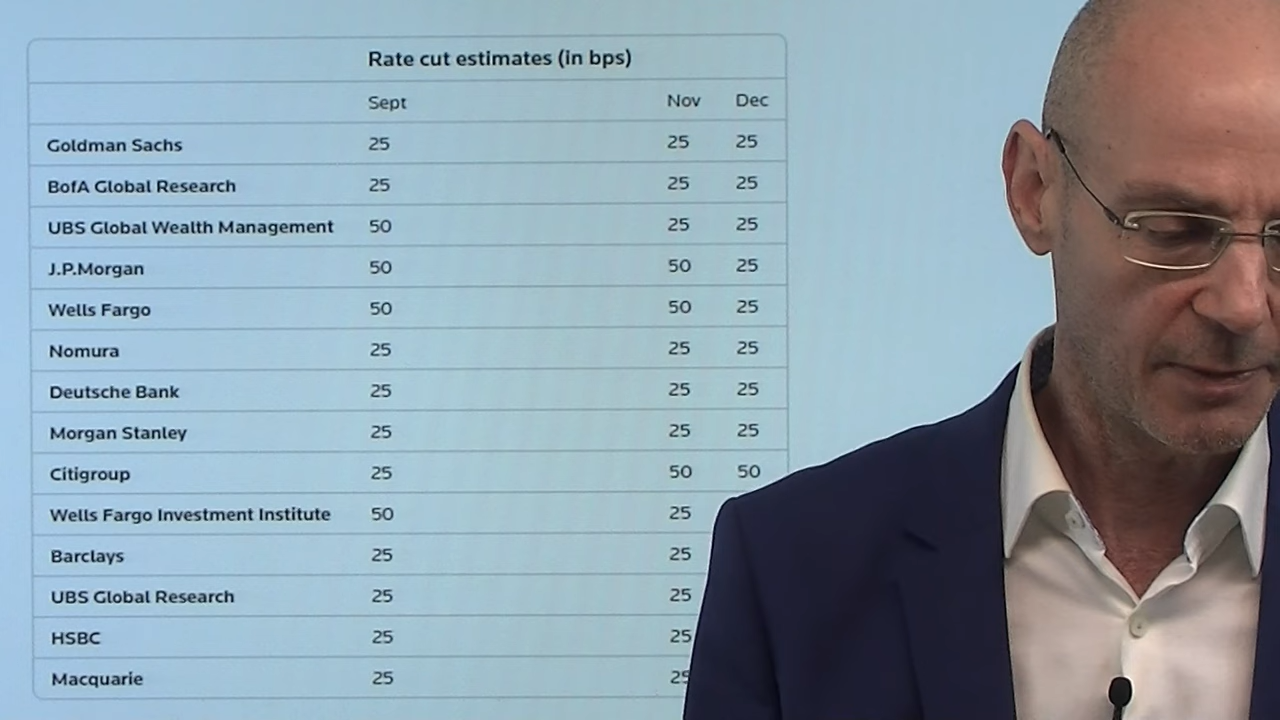 Rate cut estimates (in bps)
Sept Nov Dec
Goldman Sachs 25 25 25
BofA Global Research 25 25 25
UBS Global Wealth Management 50 25 25
J.P.Morgan 50 50 25
Wells Fargo 50 50 25
Nomura 25 25 25
Deutsche Bank 25 25 25
Morgan Stanley 25 25 25
Citigroup 25 50 50
Wells Fargo Investment Institute 50 25
Barclays 25 25
UBS Global Research 25 25
HSBC 25 25
Macquarie 25